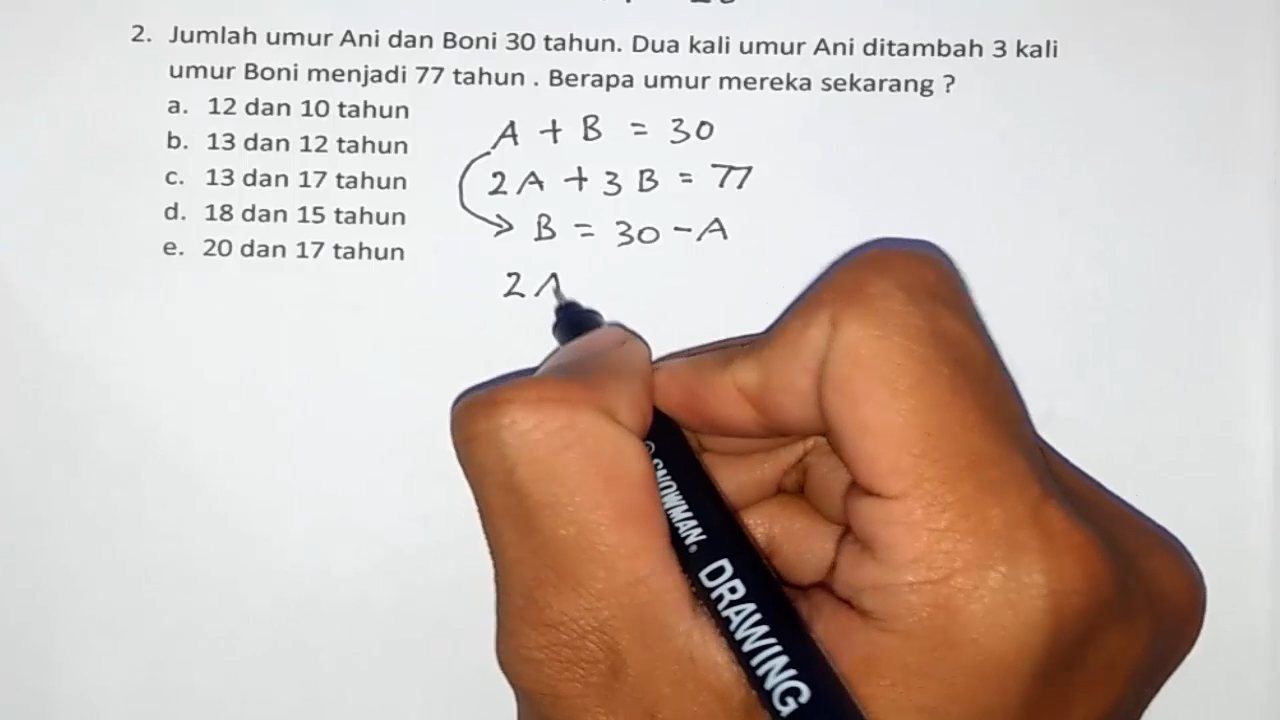 2. Jumlah umur Ani dan Boni 30 tahun. Dua kali umur Ani ditambah 3 kali
umur Boni menjadi 77 tahun . Berapa umur mereka sekarang ?
a. 12 dan 10 tahun
b. 13 dan 12 tahun
c. 13 dan 17 tahun
d. 18 dan 15 tahun
e. 20 dan 17 tahun
A + B = 30
2A + 3B = 77
B = 30 - A
2A
SNOWMAN. DRAWING